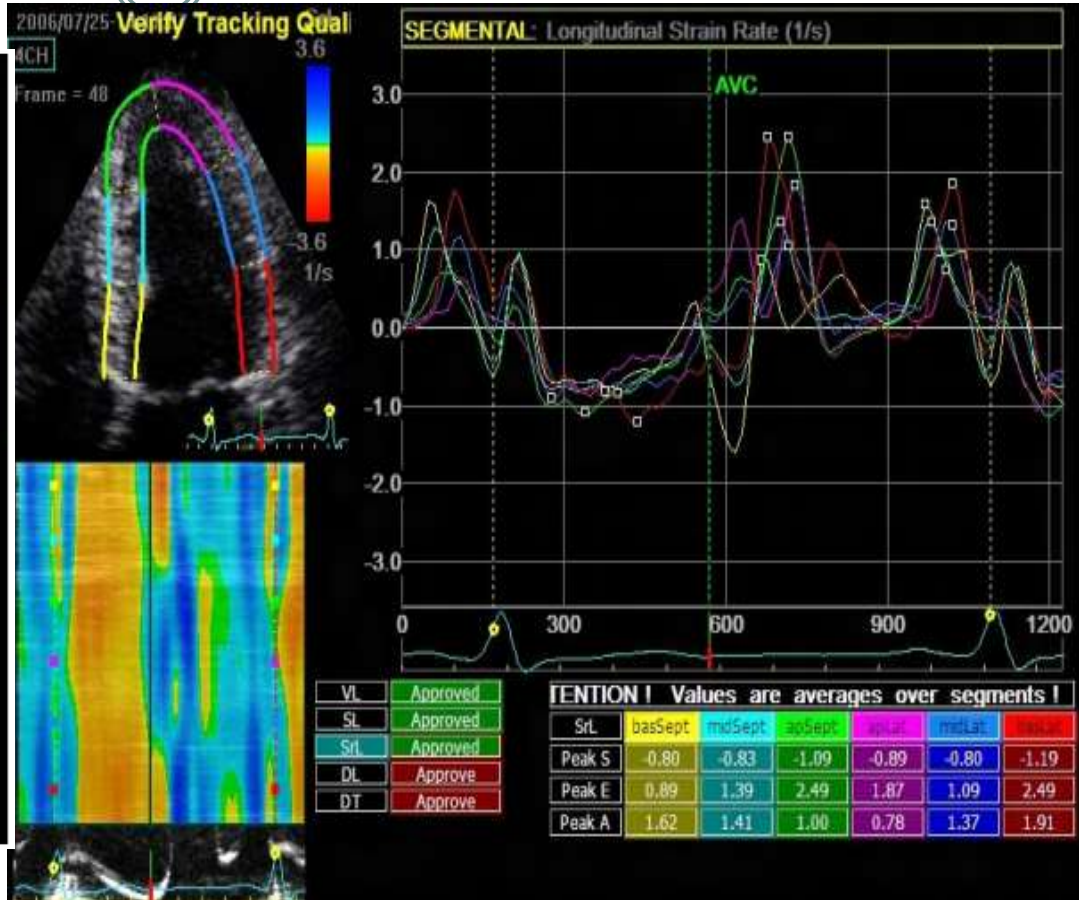 2006/07/25- Verify Tracking Quali
4CH
3.6
Frame = 48
-3.6
1/s
SEGMENTAL: Longitudinal Strain Rate (1/s)
AVC
3.0
2.0
1.0
0.0
-1.0
-2.0
-3.0
0 300 600 900 1200
VL Approved
SL Approved
SrL Approved
DL Approve
DT Approve
TENTION ! Values are averages over segments !
SrL basSept midSept apSept apLat midLat basLat
Peak S -0.80 -0.83 -1.09 -0.89 -0.80 -1.19
Peak E 0.89 1.39 2.49 1.87 1.09 2.49
Peak A 1.62 1.41 1.00 0.78 1.37 1.91